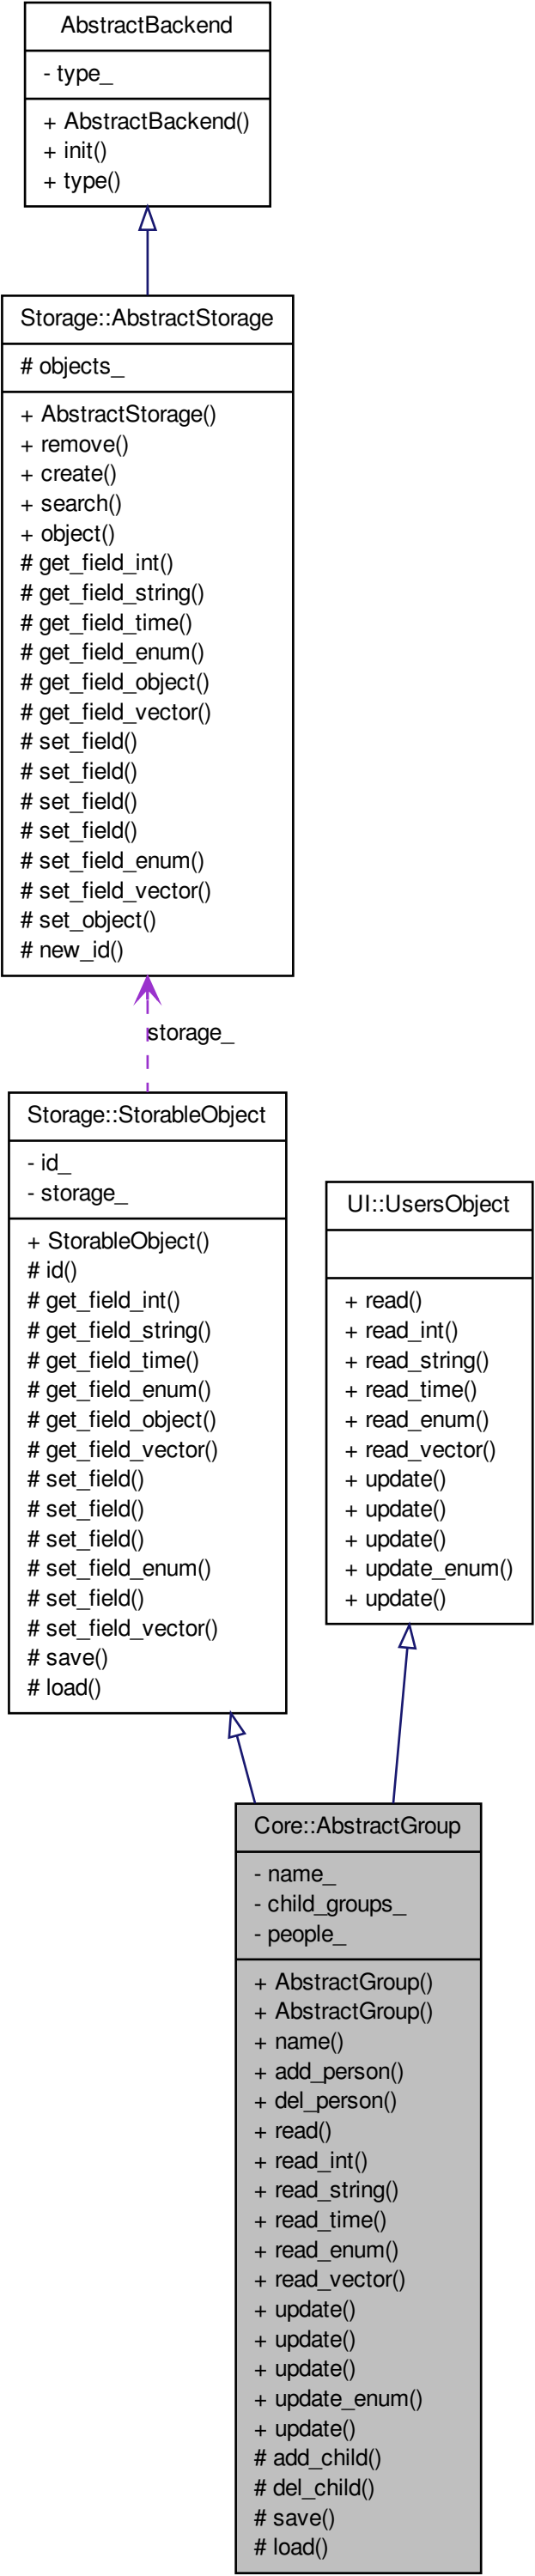 AbstractBackend
- type_
+ AbstractBackend()
+ init()
+ type()
Storage::AbstractStorage
# objects_
+ AbstractStorage()
+ remove()
+ create()
+ search()
+ object()
# get_field_int()
# get_field_string()
# get_field_time()
# get_field_enum()
# get_field_object()
# get_field_vector()
# set_field()
# set_field()
# set_field()
# set_field()
# set_field_enum()
# set_field_vector()
# set_object()
# new_id()
storage_
Storage::StorableObject
- id_
- storage_
+ StorableObject()
# id()
# get_field_int()
# get_field_string()
# get_field_time()
# get_field_enum()
# get_field_object()
# get_field_vector()
# set_field()
# set_field()
# set_field()
# set_field_enum()
# set_field()
# set_field_vector()
# save()
# load()
UI::UsersObject
+ read()
+ read_int()
+ read_string()
+ read_time()
+ read_enum()
+ read_vector()
+ update()
+ update()
+ update()
+ update_enum()
+ update()
Core::AbstractGroup
- name_
- child_groups_
- people_
+ AbstractGroup()
+ AbstractGroup()
+ name()
+ add_person()
+ del_person()
+ read()
+ read_int()
+ read_string()
+ read_time()
+ read_enum()
+ read_vector()
+ update()
+ update()
+ update()
+ update_enum()
+ update()
# add_child()
# del_child()
# save()
# load()